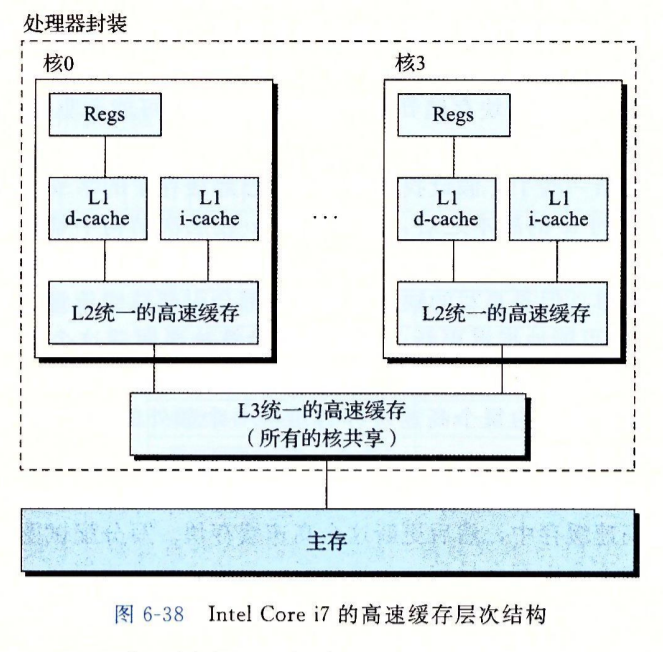 处理器封装
核0
核3
Regs
Regs
L1
d-cache
L1
i-cache
...
L1
d-cache
L1
i-cache
L2统一的高速缓存
L2统一的高速缓存
L3统一的高速缓存
（所有的核共享）
主存
图 6-38 Intel Core i7 的高速缓存层次结构